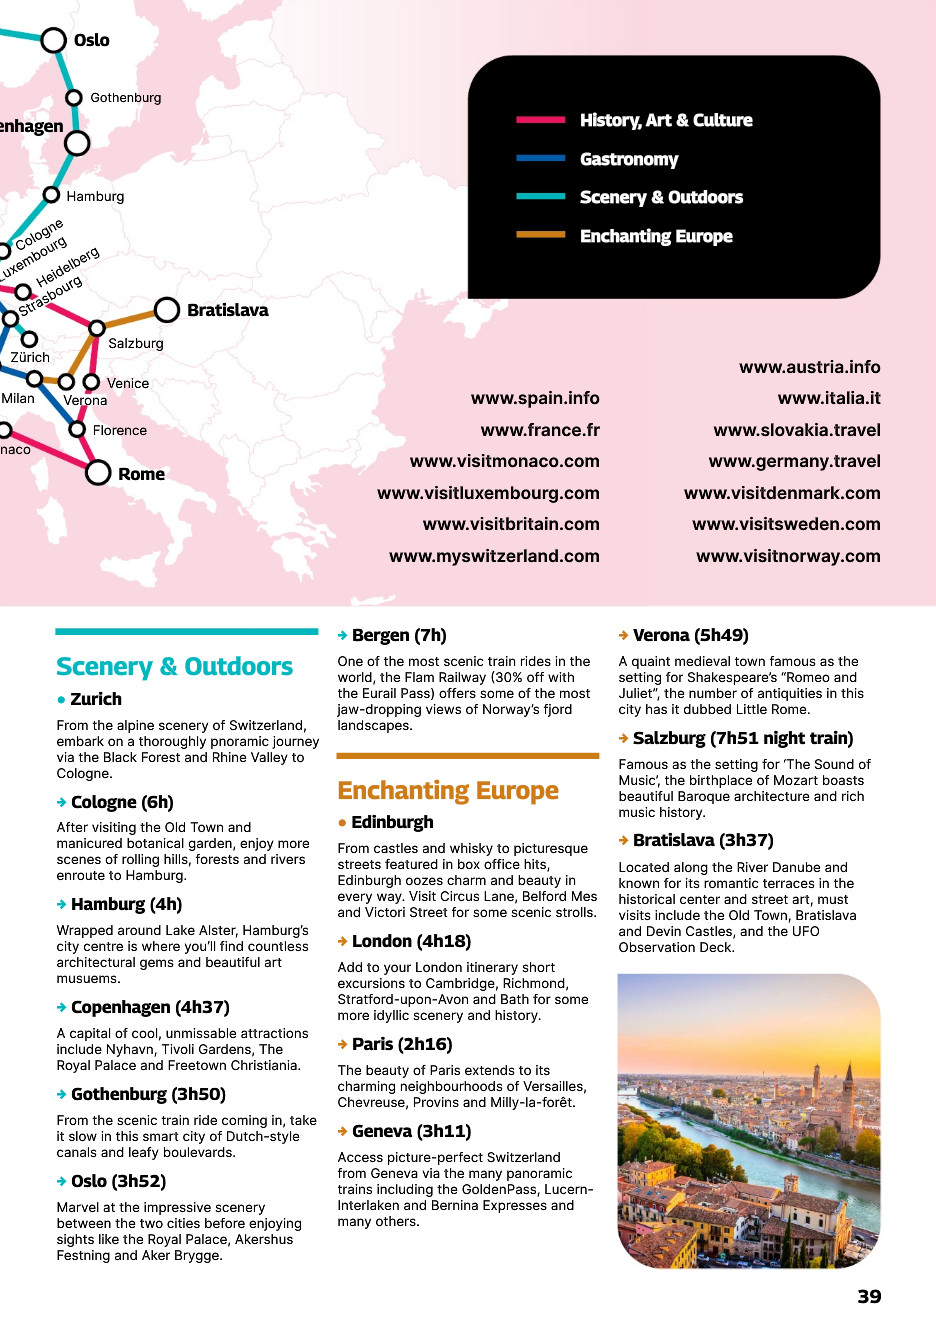 Oslo
Gothenburg
enhagen
Hamburg
Cologne
Luxembourg
Heidelberg
Strasbourg
Bratislava
Salzburg
Zürich
Milan
Verona
Venice
Florence
naco
Rome
History, Art & Culture
Gastronomy
Scenery & Outdoors
Enchanting Europe
www.spain.info
www.france.fr
www.visitmonaco.com
www.visitluxembourg.com
www.visitbritain.com
www.myswitzerland.com
www.austria.info
www.italia.it
www.slovakia.travel
www.germany.travel
www.visitdenmark.com
www.visitsweden.com
www.visitnorway.com
Scenery & Outdoors
• Zurich
From the alpine scenery of Switzerland,
embark on a thoroughly pnoramic journey
via the Black Forest and Rhine Valley to
Cologne.
→ Cologne (6h)
After visiting the Old Town and
manicured botanical garden, enjoy more
scenes of rolling hills, forests and rivers
enroute to Hamburg.
→ Hamburg (4h)
Wrapped around Lake Alster, Hamburg's
city centre is where you'll find countless
architectural gems and beautiful art
musuems.
→ Copenhagen (4h37)
A capital of cool, unmissable attractions
include Nyhavn, Tivoli Gardens, The
Royal Palace and Freetown Christiania.
→ Gothenburg (3h50)
From the scenic train ride coming in, take
it slow in this smart city of Dutch-style
canals and leafy boulevards.
→ Oslo (3h52)
Marvel at the impressive scenery
between the two cities before enjoying
sights like the Royal Palace, Akershus
Festning and Aker Brygge.
→ Bergen (7h)
One of the most scenic train rides in the
world, the Flam Railway (30% off with
the Eurail Pass) offers some of the most
jaw-dropping views of Norway's fjord
landscapes.
Enchanting Europe
• Edinburgh
From castles and whisky to picturesque
streets featured in box office hits,
Edinburgh oozes charm and beauty in
every way. Visit Circus Lane, Belford Mes
and Victori Street for some scenic strolls.
→ London (4h18)
Add to your London itinerary short
excursions to Cambridge, Richmond,
Stratford-upon-Avon and Bath for some
more idyllic scenery and history.
→ Paris (2h16)
The beauty of Paris extends to its
charming neighbourhoods of Versailles,
Chevreuse, Provins and Milly-la-forêt.
→ Geneva (3h11)
Access picture-perfect Switzerland
from Geneva via the many panoramic
trains including the GoldenPass, Lucern-
Interlaken and Bernina Expresses and
many others.
→ Verona (5h49)
A quaint medieval town famous as the
setting for Shakespeare's "Romeo and
Juliet", the number of antiquities in this
city has it dubbed Little Rome.
→ Salzburg (7h51 night train)
Famous as the setting for 'The Sound of
Music', the birthplace of Mozart boasts
beautiful Baroque architecture and rich
music history.
→ Bratislava (3h37)
Located along the River Danube and
known for its romantic terraces in the
historical center and street art, must
visits include the Old Town, Bratislava
and Devin Castles, and the UFO
Observation Deck.
39